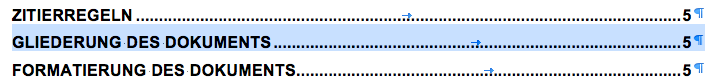 ZITIERREGELN......................................................................................................5
GLIEDERUNG DES DOKUMENTS..........................................................................5
FORMATIERUNG DES DOKUMENTS.....................................................................5